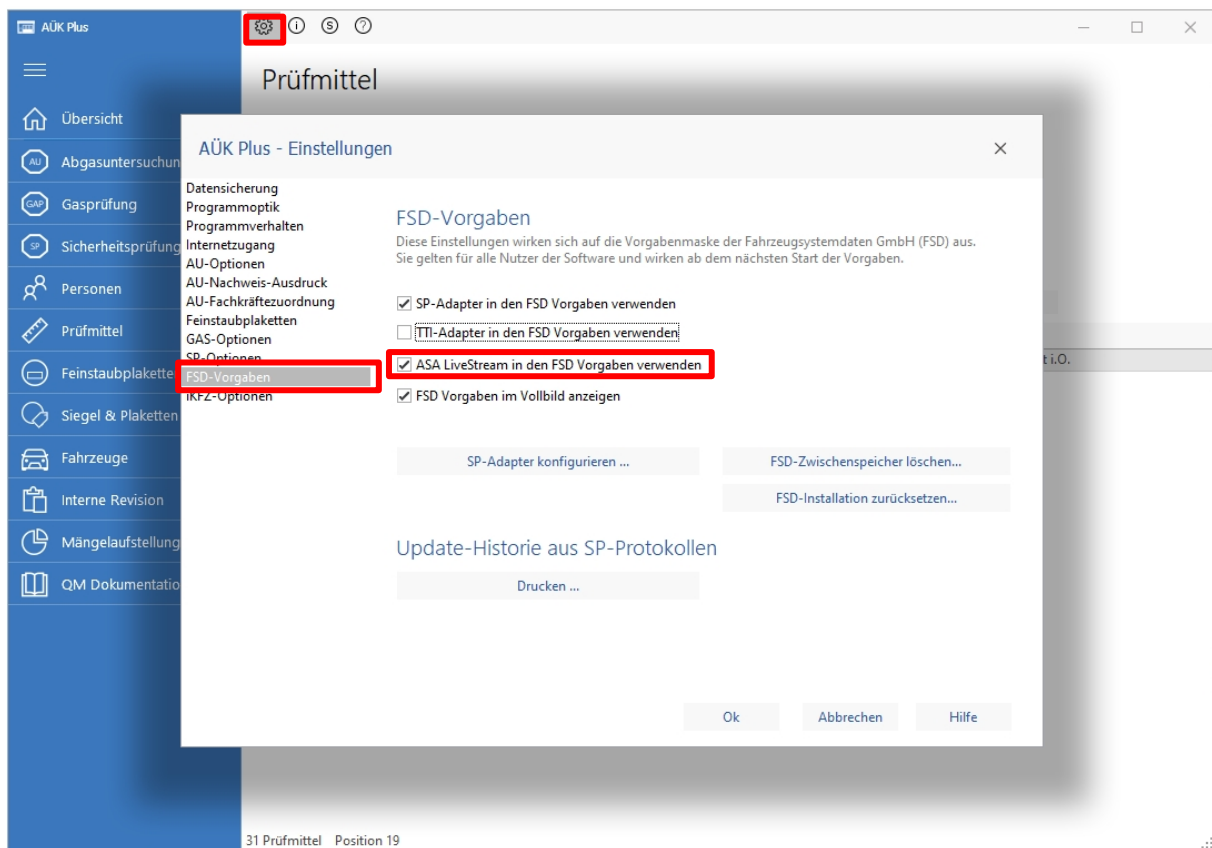 AÜK Plus
Prüfmittel
Übersicht
AU Abgasuntersuchun
GAP Gasprüfung
SP Sicherheitsprüfung
Personen
Prüfmittel
Feinstaubplakette
Siegel & Plaketten
Fahrzeuge
Interne Revision
Mängelaufstellung
QM Dokumentatio
AÜK Plus - Einstellungen
Datensicherung
Programmoptik
Programmverhalten
Internetzugang
AU-Optionen
AU-Nachweis-Ausdruck
AU-Fachkräftezuordnung
Feinstaubplaketten
GAS-Optionen
SP-Optionen
FSD-Vorgaben
iKFZ-Optionen
FSD-Vorgaben
Diese Einstellungen wirken sich auf die Vorgabenmaske der Fahrzeugsystemdaten GmbH (FSD) aus.
Sie gelten für alle Nutzer der Software und wirken ab dem nächsten Start der Vorgaben.
SP-Adapter in den FSD Vorgaben verwenden
TTI-Adapter in den FSD Vorgaben verwenden
ASA LiveStream in den FSD Vorgaben verwenden
FSD Vorgaben im Vollbild anzeigen
SP-Adapter konfigurieren ...
FSD-Zwischenspeicher löschen...
FSD-Installation zurücksetzen...
Update-Historie aus SP-Protokollen
Drucken ...
Ok Abbrechen Hilfe
t i.O.
31 Prüfmittel Position 19